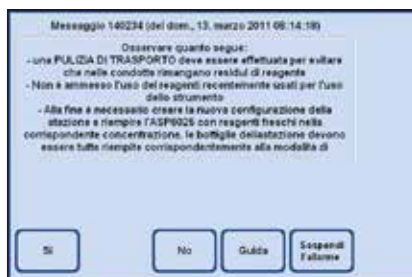 Messaggio 140234 (del dom., 13. marzo 2011 06:14:18)
Osservare quanto segue:
- una PULIZIA DI TRASPORTO deve essere effettuata per evitare
che nelle condotte rimangano residui di reagente
- Non è ammesso l'uso dei reagenti recentemente usati per l'uso
dello strumento
- Alla fine è necessario creare la nuova configurazione della
stazione e riempire l'ASP6025 con reagenti freschi nella
corrispondente concentrazione, le bottiglie dellastazione devono
essere tutte riempite corrispondentemente alla modalità di
Sì
No
Guida
Sospendi
l'allarme